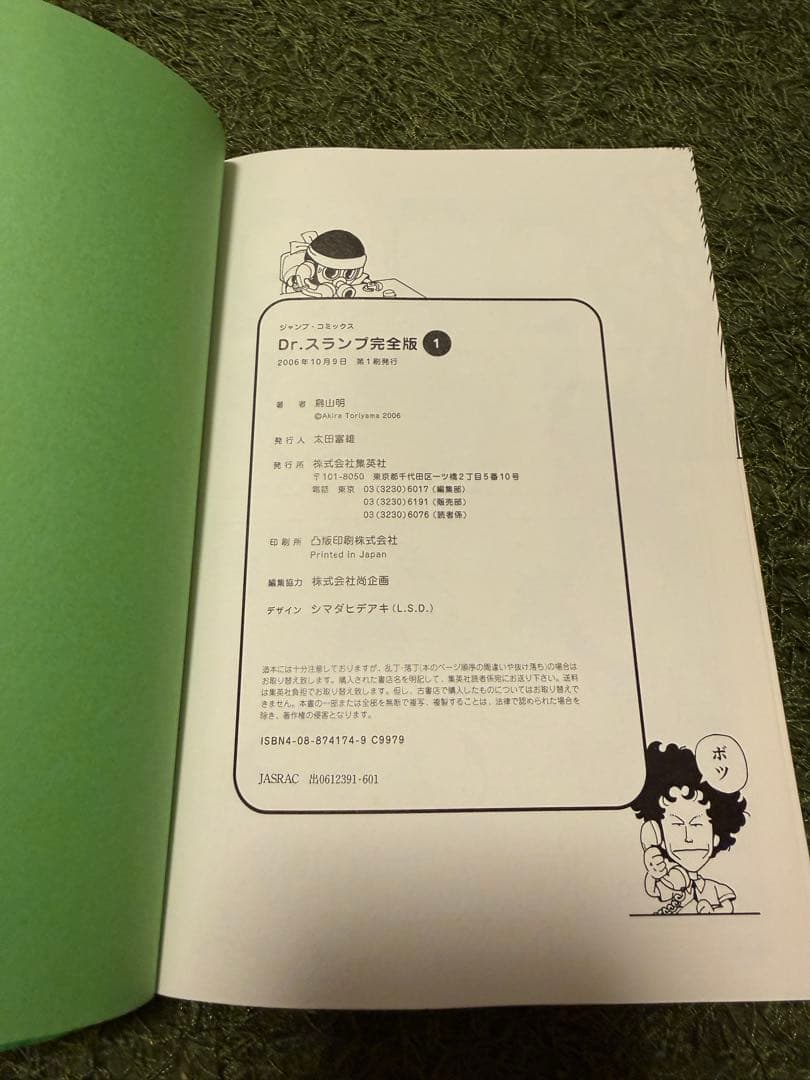 ジャンプ・コミックス
Dr.スランプ完全版 1
2006年10月9日 第1刷発行
著 者 鳥山明
©Akira Toriyama 2006
発行人 太田富雄
発行所 株式会社集英社
〒101-8050 東京都千代田区一ツ橋2丁目5番10号
電話 東京 03(3230)6017(編集部)
03(3230)6191(販売部)
03(3230)6076(読者係)
印刷所 凸版印刷株式会社
Printed in Japan
編集協力 株式会社尚企画
デザイン シマダヒデアキ(L.S.D.)
造本には十分注意しておりますが、乱丁・落丁(本のページ順序の間違いや抜け落ち)の場合は
お取り替え致します。購入された書店名を明記して、集英社読者係宛にお送り下さい。送料
は集英社負担でお取り替え致します。但し、古書店で購入したものについてはお取り替えで
きません。本書の一部または全部を無断で複写、複製することは、法律で認められた場合を
除き、著作権の侵害となります。
ISBN4-08-874174-9 C9979
JASRAC 出0612391-601
ボツ